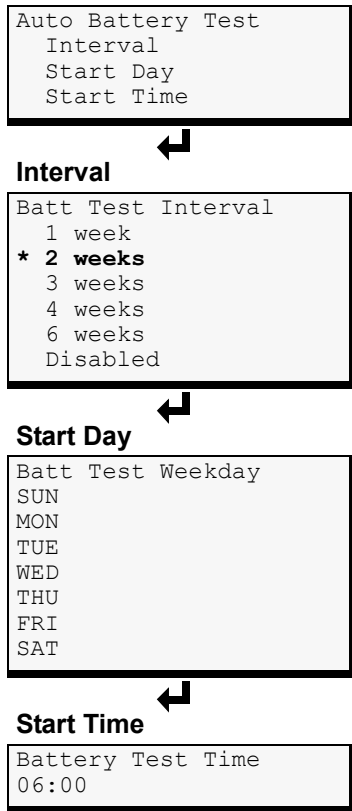 Auto Battery Test
Interval
Start Day
Start Time
Interval
Batt Test Interval
1 week
* 2 weeks
3 weeks
4 weeks
6 weeks
Disabled
Start Day
Batt Test Weekday
SUN
MON
TUE
WED
THU
FRI
SAT
Start Time
Battery Test Time
06:00